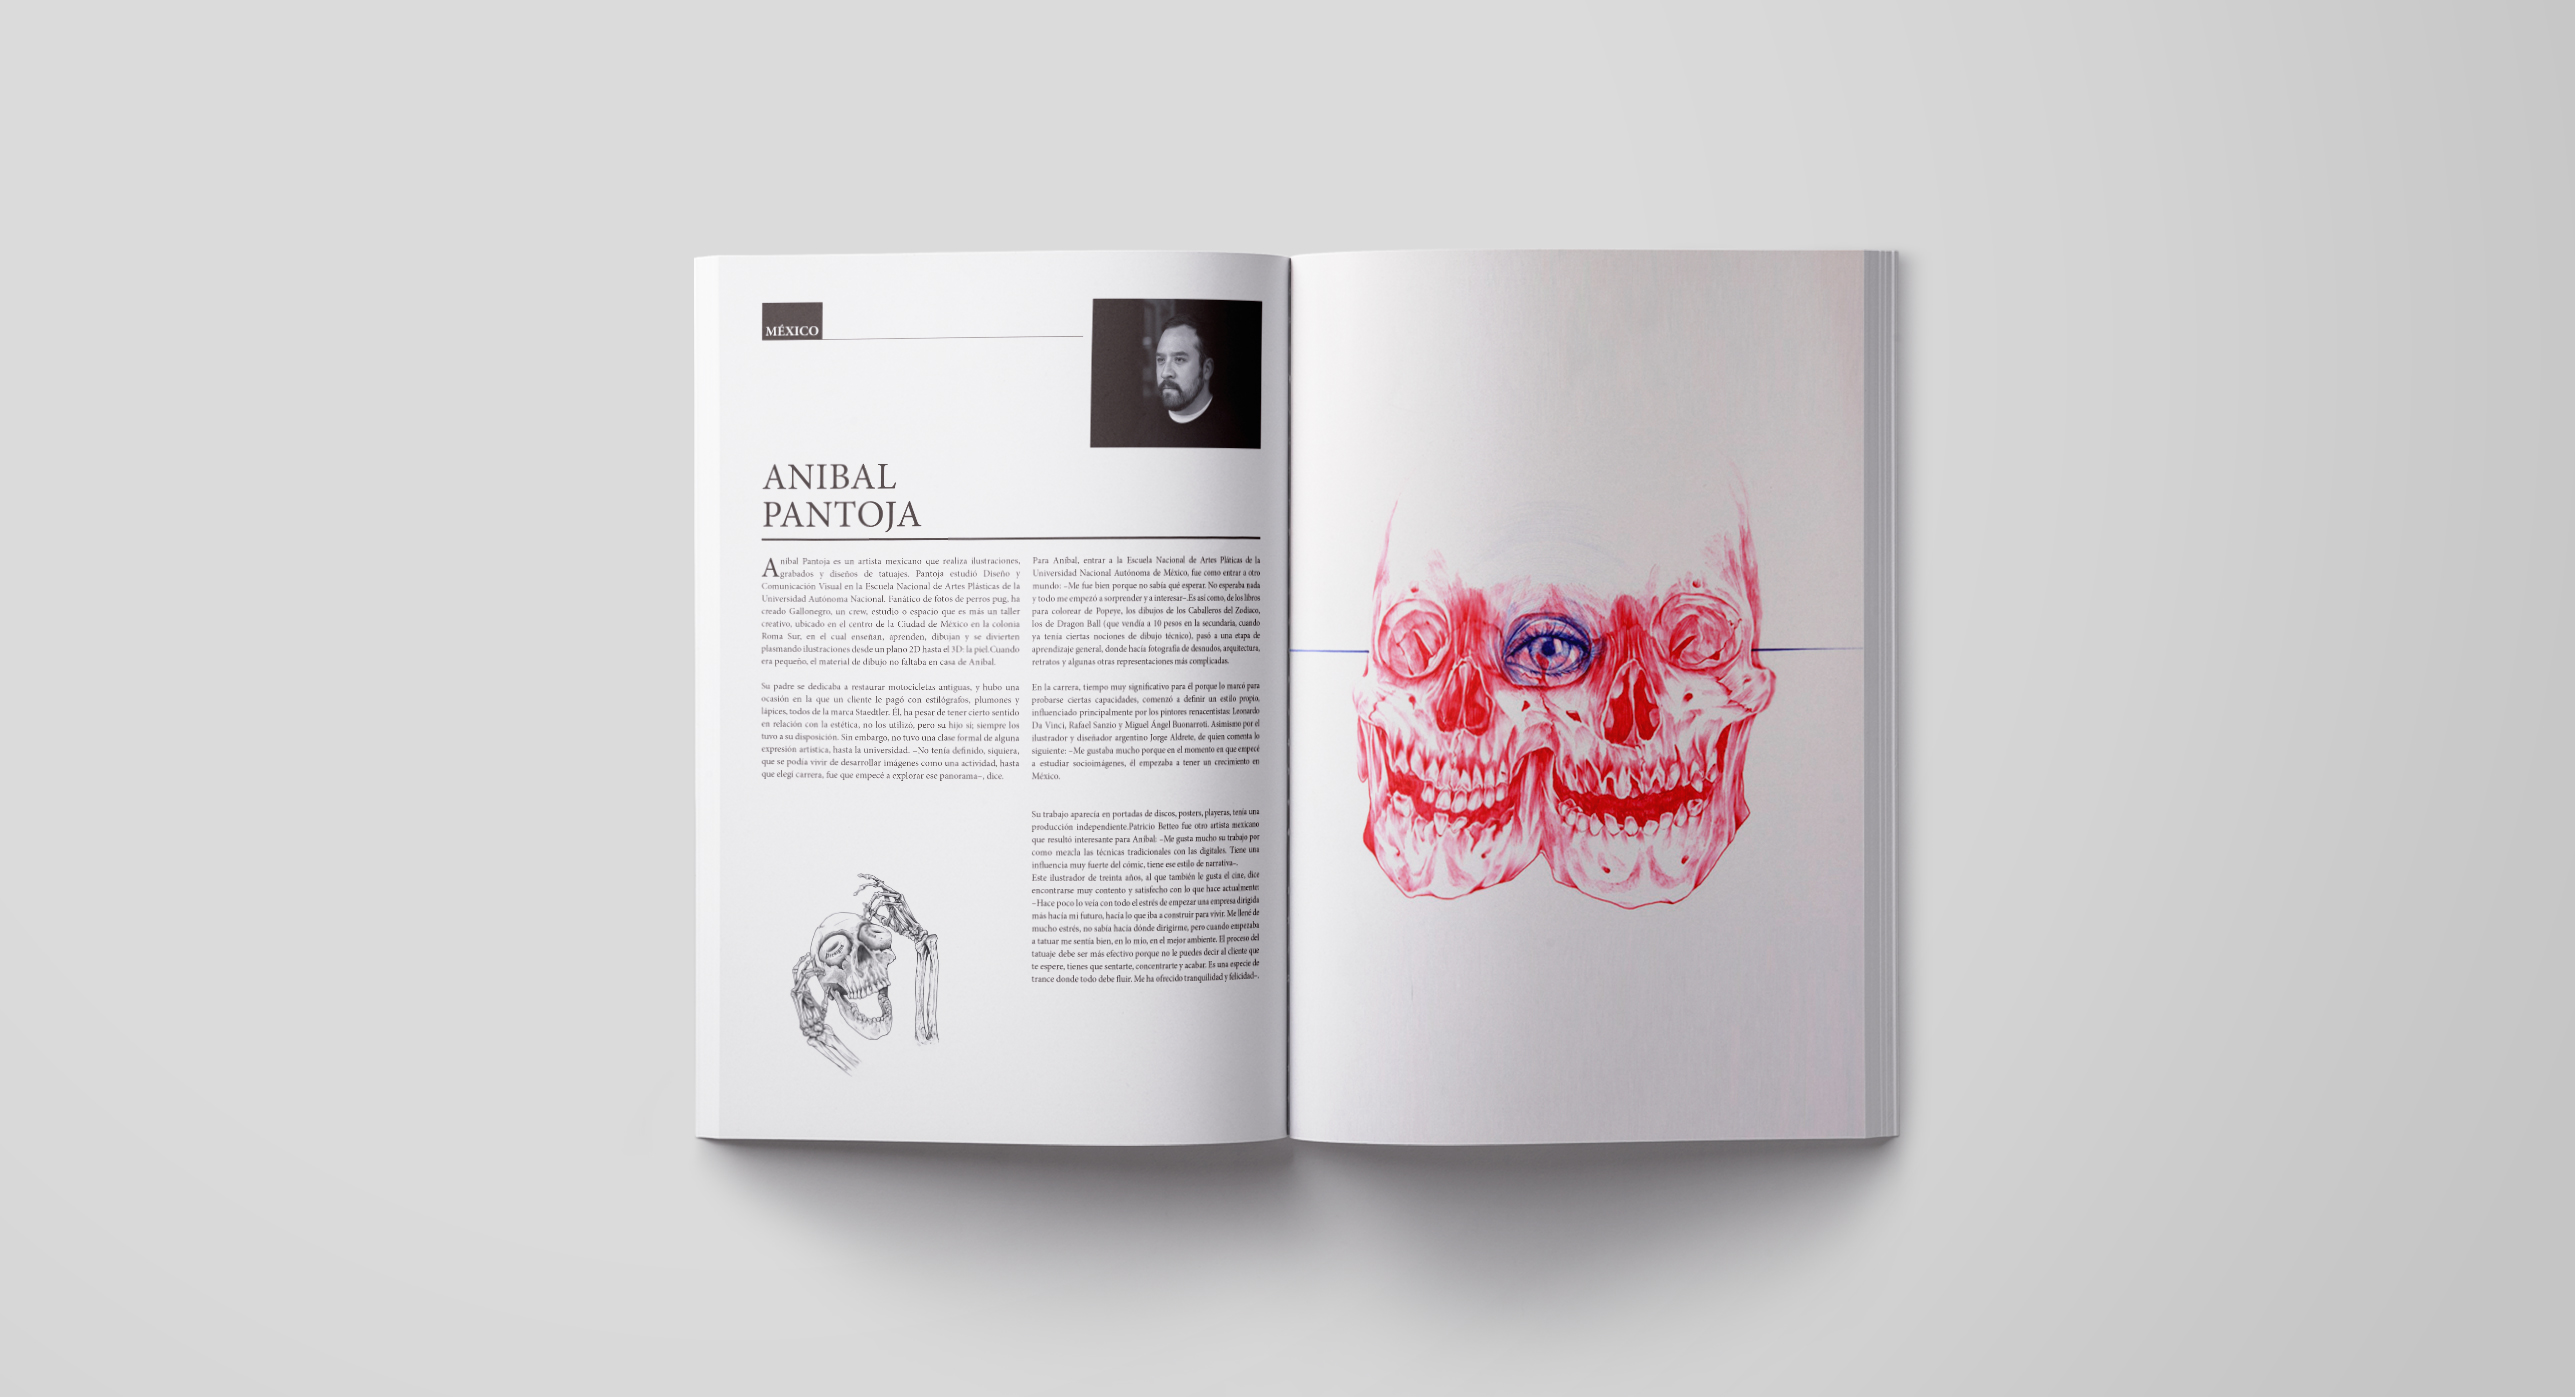 MÉXICO
ANIBAL
PANTOJA
Aníbal Pantoja es un artista mexicano que realiza ilustraciones,
grabados y diseños de tatuajes. Pantoja estudió Diseño y
Comunicación Visual en la Escuela Nacional de Artes Plásticas de la
Universidad Autónoma Nacional. Fanático de fotos de perros pug, ha
creado Gallonegro, un crew, estudio o espacio que es más un taller
creativo, ubicado en el centro de la Ciudad de México en la colonia
Roma Sur, en el cual enseñan, aprenden, dibujan y se divierten
plasmando ilustraciones desde un plano 2D hasta el 3D: la piel.Cuando
era pequeño, el material de dibujo no faltaba en casa de Aníbal.
Su padre se dedicaba a restaurar motocicletas antiguas, y hubo una
ocasión en la que un cliente le pagó con estilógrafos, plumones y
lápices, todos de la marca Staedtler. Él, ha pesar de tener cierto sentido
en relación con la estética, no los utilizó, pero su hijo sí; siempre los
tuvo a su disposición. Sin embargo, no tuvo una clase formal de alguna
expresión artística, hasta la universidad. –No tenía definido, siquiera,
que se podía vivir de desarrollar imágenes como una actividad, hasta
que elegí carrera, fue que empecé a explorar ese panorama–, dice.
Para Aníbal, entrar a la Escuela Nacional de Artes Pláticas de la
Universidad Nacional Autónoma de México, fue como entrar a otro
mundo: –Me fue bien porque no sabía qué esperar. No esperaba nada
y todo me empezó a sorprender y a interesar–.Es así como, de los libros
para colorear de Popeye, los dibujos de los Caballeros del Zodiaco,
los de Dragon Ball (que vendía a 10 pesos en la secundaria, cuando
ya tenía ciertas nociones de dibujo técnico), pasó a una etapa de
aprendizaje general, donde hacía fotografía de desnudos, arquitectura,
retratos y algunas otras representaciones más complicadas.
En la carrera, tiempo muy significativo para él porque lo marcó para
probarse ciertas capacidades, comenzó a definir un estilo propio,
influenciado principalmente por los pintores renacentistas: Leonardo
Da Vinci, Rafael Sanzio y Miguel Ángel Buonarroti. Asimismo por el
ilustrador y diseñador argentino Jorge Aldrete, de quien comenta lo
siguiente: –Me gustaba mucho porque en el momento en que empecé
a estudiar socioimágenes, él empezaba a tener un crecimiento en
México.
Su trabajo aparecía en portadas de discos, posters, playeras, tenía una
producción independiente.Patricio Betteo fue otro artista mexicano
que resultó interesante para Aníbal: –Me gusta mucho su trabajo por
como mezcla las técnicas tradicionales con las digitales. Tiene una
influencia muy fuerte del cómic, tiene ese estilo de narrativa–.
Este ilustrador de treinta años, al que también le gusta el cine, dice
encontrarse muy contento y satisfecho con lo que hace actualmente:
–Hace poco lo veía con todo el estrés de empezar una empresa dirigida
más hacía mi futuro, hacía lo que iba a construir para vivir. Me llené de
mucho estrés, no sabía hacía dónde dirigirme, pero cuando empezaba
a tatuar me sentía bien, en lo mío, en el mejor ambiente. El proceso del
tatuaje debe ser más efectivo porque no le puedes decir al cliente que
te espere, tienes que sentarte, concentrarte y acabar. Es una especie de
trance donde todo debe fluir. Me ha ofrecido tranquilidad y felicidad–.